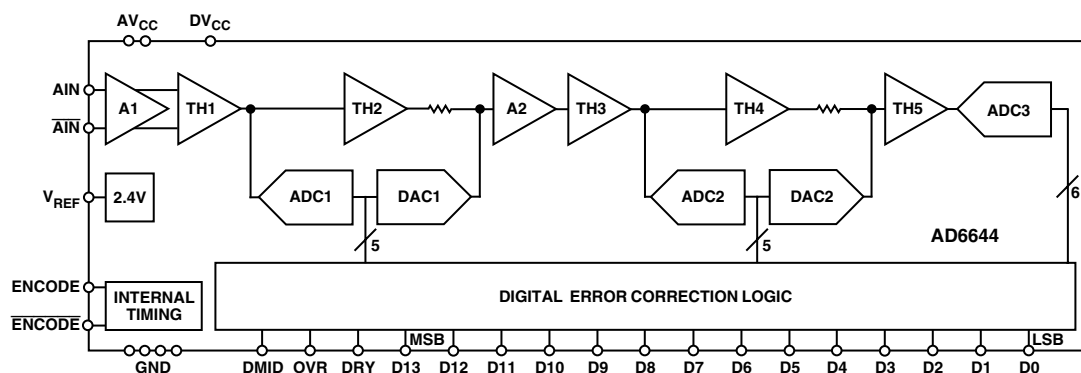 AVCC DVCC
AIN
AIN
A1 TH1 TH2 A2 TH3 TH4 TH5 ADC3
VREF
2.4V
ADC1 DAC1 ADC2 DAC2
5 5 6
AD6644
ENCODE
ENCODE
INTERNAL
TIMING
DIGITAL ERROR CORRECTION LOGIC
MSB LSB
GND DMID OVR DRY D13 D12 D11 D10 D9 D8 D7 D6 D5 D4 D3 D2 D1 D0